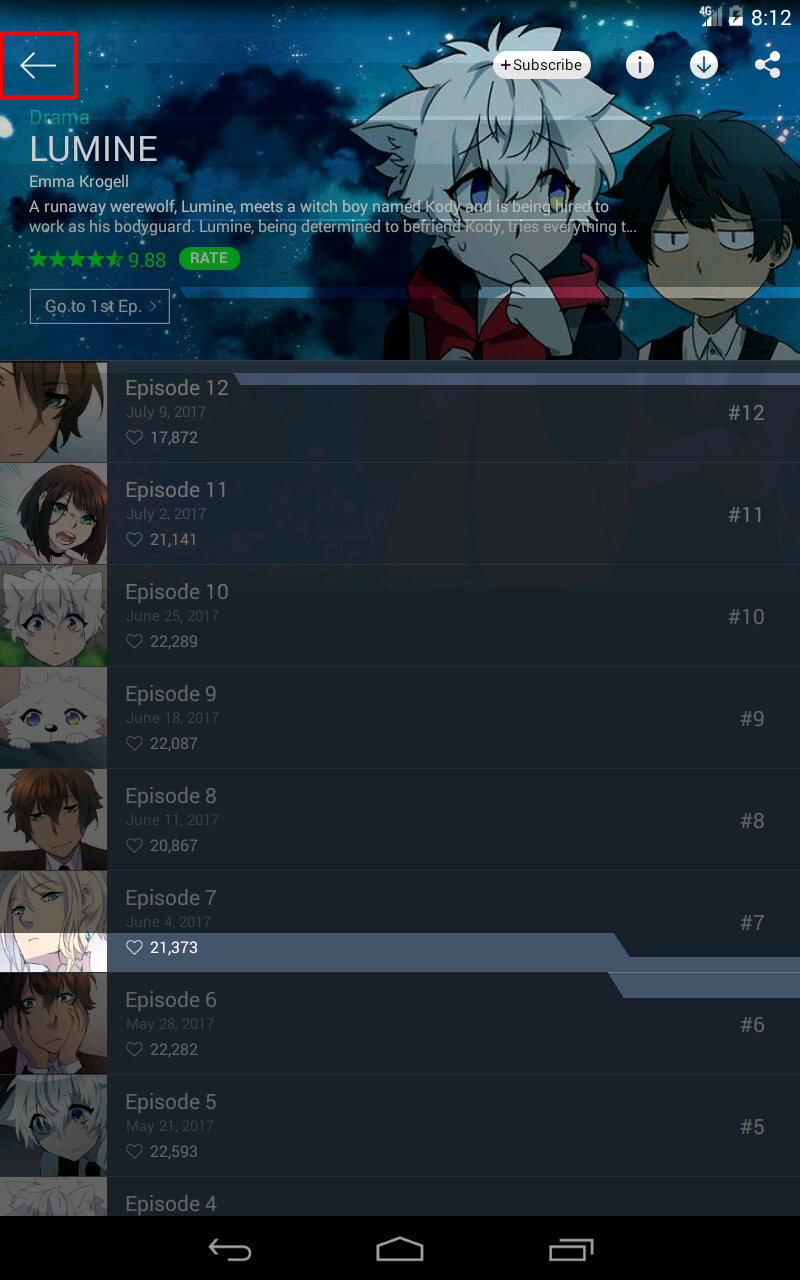 4G 8:12
+Subscribe
Drama
LUMINE
Emma Krogell
A runaway werewolf, Lumine, meets a witch boy named Kody and is being hired to
work as his bodyguard. Lumine, being determined to befriend Kody, tries everything t...
9.88 RATE
Go to 1st Ep.
Episode 12
July 9, 2017
17,872
#12
Episode 11
July 2, 2017
21,141
#11
Episode 10
June 25, 2017
22,289
#10
Episode 9
June 18, 2017
22,087
#9
Episode 8
June 11, 2017
20,867
#8
Episode 7
June 4, 2017
21,373
#7
Episode 6
May 28, 2017
22,282
#6
Episode 5
May 21, 2017
22,593
#5
Episode 4